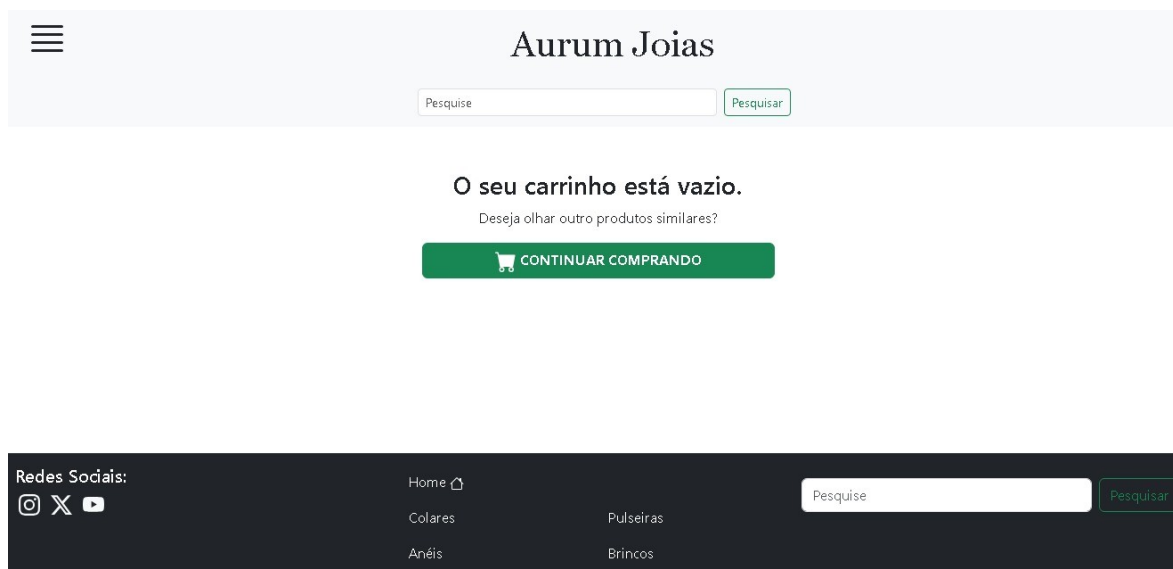 Aurum Joias
Pesquise Pesquisar
O seu carrinho está vazio.
Deseja olhar outro produtos similares?
CONTINUAR COMPRANDO
Redes Sociais:
Home
Colares Pulseiras
Anéis Brincos
Pesquise Pesquisar